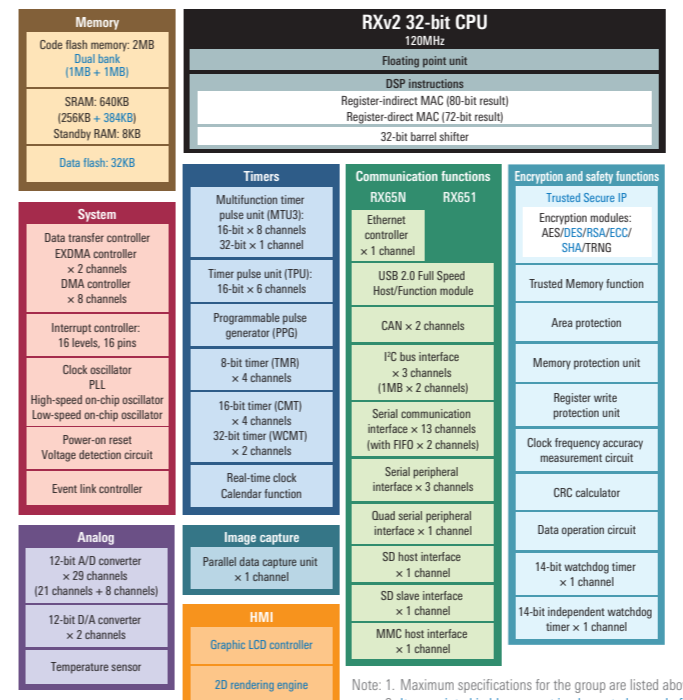 Memory
Code flash memory: 2MB
Dual bank
(1MB + 1MB)
SRAM: 640KB
(256KB + 384KB)
Standby RAM: 8KB
Data flash: 32KB
RXv2 32-bit CPU
120MHz
Floating point unit
DSP instructions
Register-indirect MAC (80-bit result)
Register-direct MAC (72-bit result)
32-bit barrel shifter
System
Data transfer controller
EXDMA controller
× 2 channels
DMA controller
× 8 channels
Interrupt controller:
16 levels, 16 pins
Clock oscillator
PLL
High-speed on-chip oscillator
Low-speed on-chip oscillator
Power-on reset
Voltage detection circuit
Event link controller
Analog
12-bit A/D converter
× 29 channels
(21 channels + 8 channels)
12-bit D/A converter
× 2 channels
Temperature sensor
Timers
Multifunction timer
pulse unit (MTU3):
16-bit × 8 channels
32-bit × 1 channel
Timer pulse unit (TPU):
16-bit × 6 channels
Programmable pulse
generator (PPG)
8-bit timer (TMR)
× 4 channels
16-bit timer (CMT)
× 4 channels
32-bit timer (WCMT)
× 2 channels
Real-time clock
Calendar function
Image capture
Parallel data capture unit
× 1 channel
HMI
Graphic LCD controller
2D rendering engine
Communication functions
RX65N RX651
Ethernet
controller
× 1 channel
USB 2.0 Full Speed
Host/Function module
CAN × 2 channels
I²C bus interface
× 3 channels
(1MB × 2 channels)
Serial communication
interface × 13 channels
(with FIFO × 2 channels)
Serial peripheral
interface × 3 channels
Quad serial peripheral
interface × 1 channel
SD host interface
× 1 channel
SD slave interface
× 1 channel
MMC host interface
× 1 channel
Encryption and safety functions
Trusted Secure IP
Encryption modules:
AES/DES/RSA/ECC/
SHA/TRNG
Trusted Memory function
Area protection
Memory protection unit
Register write
protection unit
Clock frequency accuracy
measurement circuit
CRC calculator
Data operation circuit
14-bit watchdog timer
× 1 channel
14-bit independent watchdog
timer × 1 channel
Note: 1. Maximum specifications for the group are listed abo